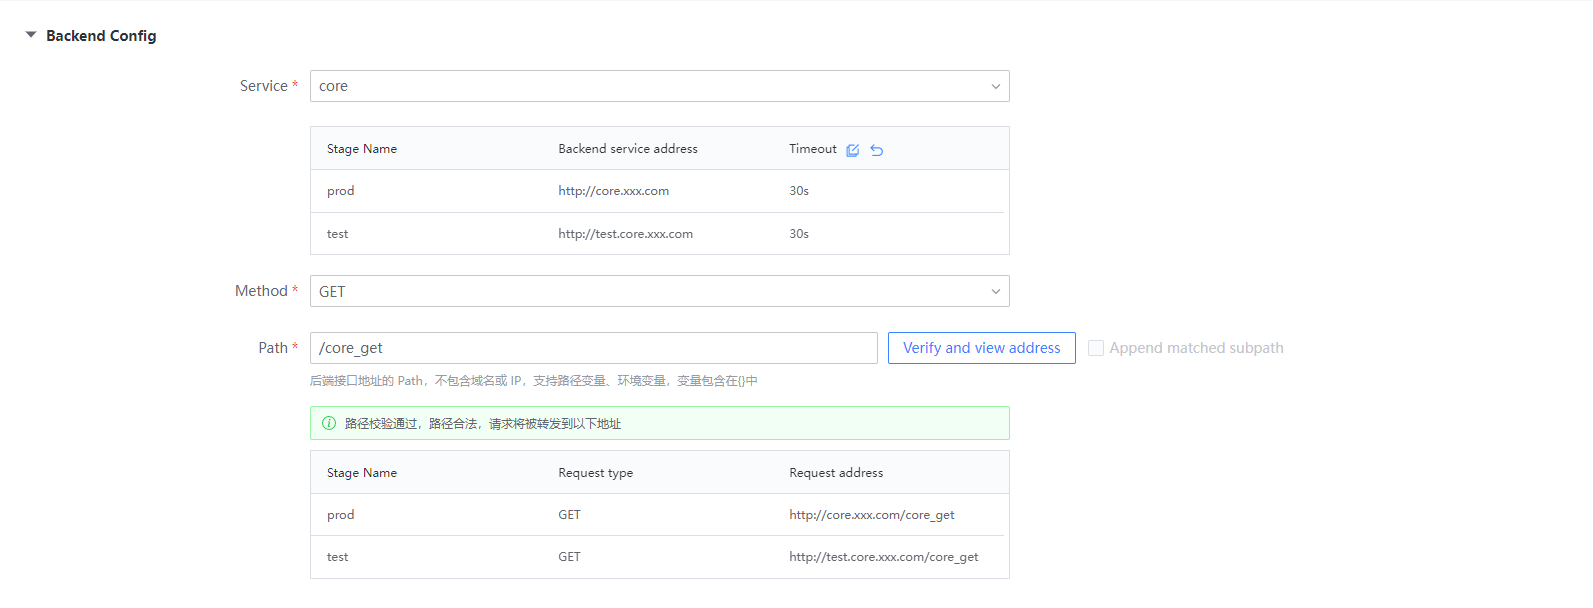 Backend Config
Service *
core
Stage Name Backend service address Timeout
prod http://core.xxx.com 30s
test http://test.core.xxx.com 30s
Method *
GET
Path *
/core_get
Verify and view address
Append matched subpath
后端接口地址的 Path，不包含域名或 IP，支持路径变量、环境变量，变量包含在{}中
路径校验通过，路径合法，请求将被转发到以下地址
Stage Name Request type Request address
prod GET http://core.xxx.com/core_get
test GET http://test.core.xxx.com/core_get